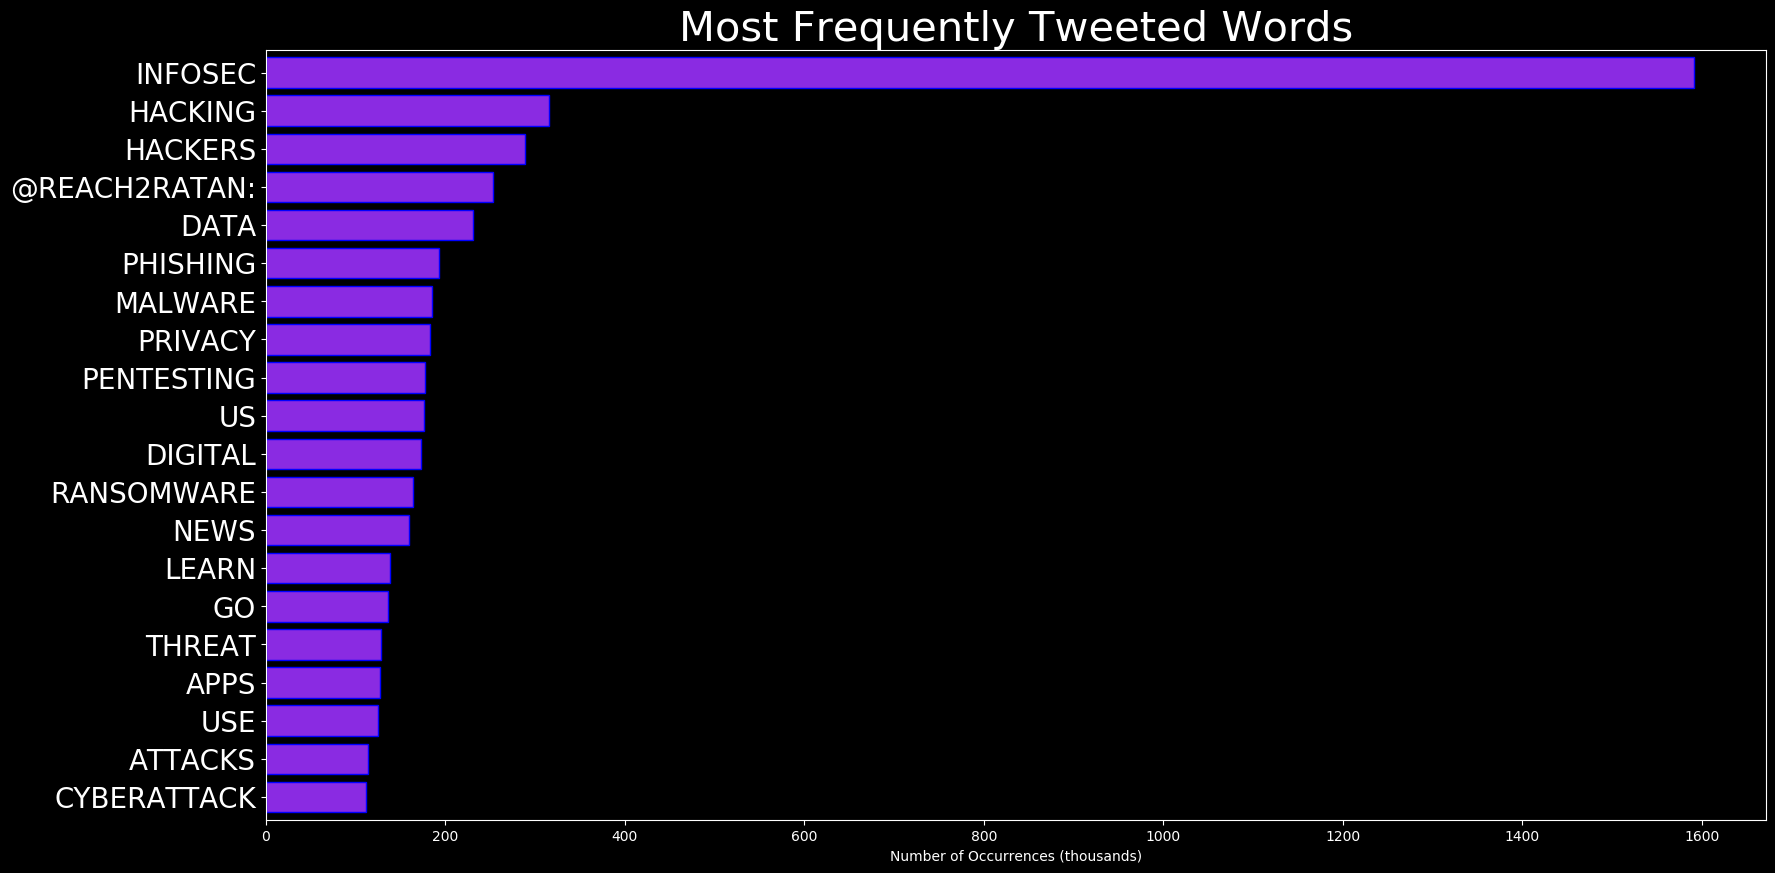 Most Frequently Tweeted Words
INFOSEC
HACKING
HACKERS
@REACH2RATAN:
DATA
PHISHING
MALWARE
PRIVACY
PENTESTING
US
DIGITAL
RANSOMWARE
NEWS
LEARN
GO
THREAT
APPS
USE
ATTACKS
CYBERATTACK
0 200 400 600 800 1000 1200 1400 1600
Number of Occurrences (thousands)